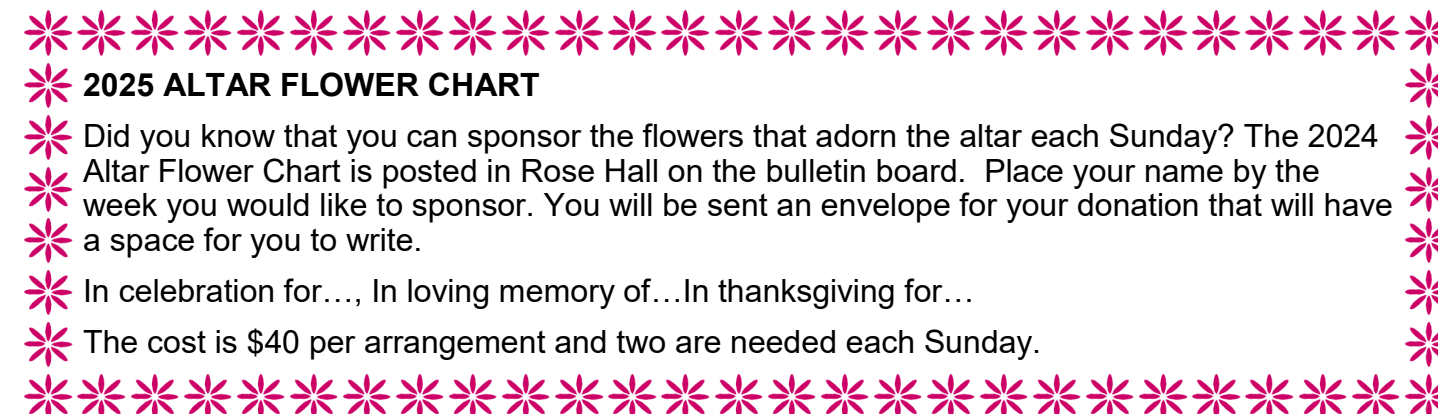 2025 ALTAR FLOWER CHART
Did you know that you can sponsor the flowers that adorn the altar each Sunday? The 2024
Altar Flower Chart is posted in Rose Hall on the bulletin board.  Place your name by the
week you would like to sponsor. You will be sent an envelope for your donation that will have
a space for you to write.
In celebration for…, In loving memory of…In thanksgiving for…
The cost is $40 per arrangement and two are needed each Sunday.